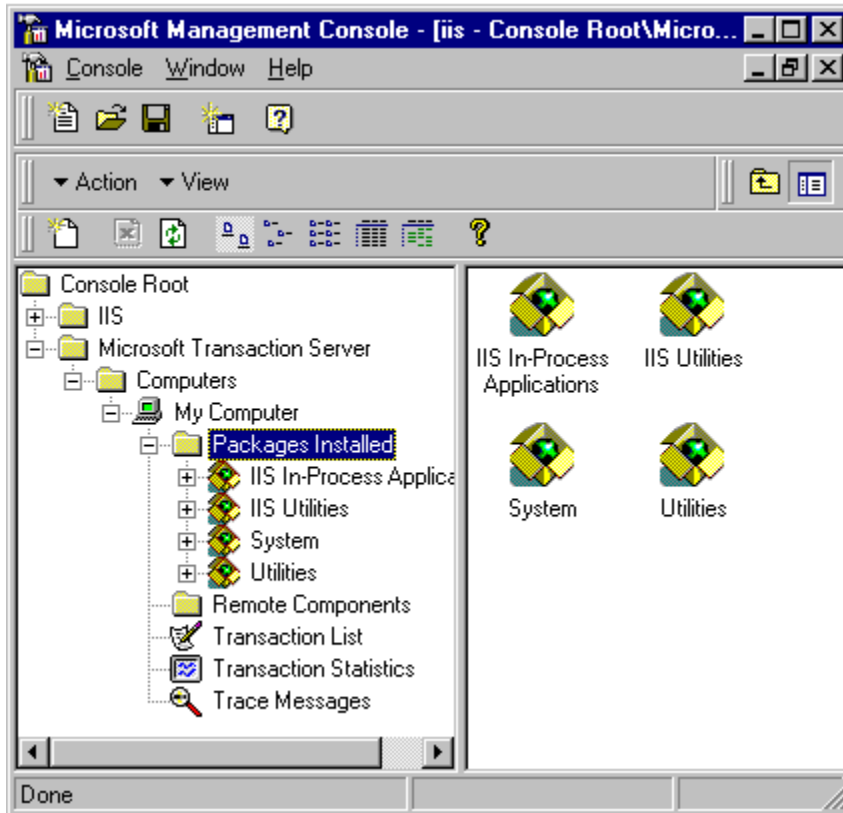 Microsoft Management Console - [iis - Console Root\Micro...
Console Window Help
Action View
Console Root
IIS
Microsoft Transaction Server
Computers
My Computer
Packages Installed
IIS In-Process Applica
IIS Utilities
System
Utilities
Remote Components
Transaction List
Transaction Statistics
Trace Messages
IIS In-Process
Applications
IIS Utilities
System
Utilities
Done